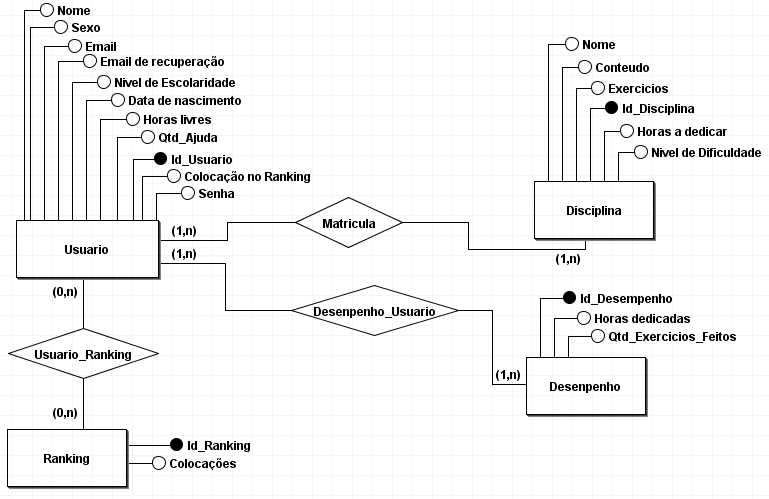 Nome
Sexo
Email
Email de recuperação
Nivel de Escolaridade
Data de nascimento
Horas livres
Qtd_Ajuda
Id_Usuario
Colocação no Ranking
Senha
Usuario
(1,n)
(1,n)
(0,n)
Matricula
Nome
Conteudo
Exercicios
Id_Disciplina
Horas a dedicar
Nivel de Dificuldade
Disciplina
(1,n)
Desenpenho_Usuario
Id_Desempenho
Horas dedicadas
Qtd_Exercicios_Feitos
(1,n)
Desenpenho
Usuario_Ranking
(0,n)
Ranking
Id_Ranking
Colocações